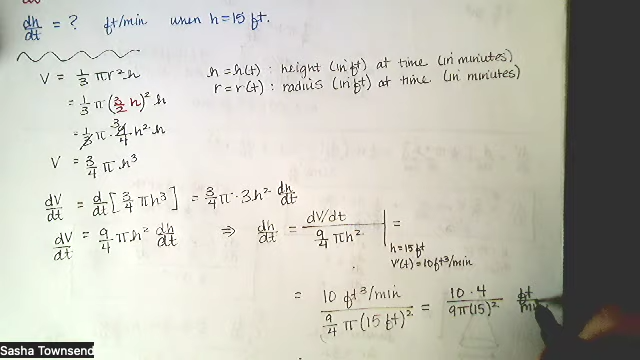 dh/dt = ? ft/min when h = 15 ft.
V = 1/3 πr²h
h = h(t) : height (in ft) at time (in minutes)
r = r(t) : radius (in ft) at time (in minutes)
= 1/3 π (3/2 h)² h
= 1/3 π · 9/4 · h² · h
3
V = 3/4 π h³
dV/dt = d/dt [3/4 πh³] = 3/4 π · 3h² dh/dt
dV/dt = 9/4 · πh² dh/dt ⇒ dh/dt = dV/dt / (9/4 πh²) | =
h = 15 ft
V'(t) = 10 ft³/min
= 10 ft³/min / (9/4 π (15 ft)²) = 10 · 4 / (9π(15)²) ft/min
Sasha Townsend